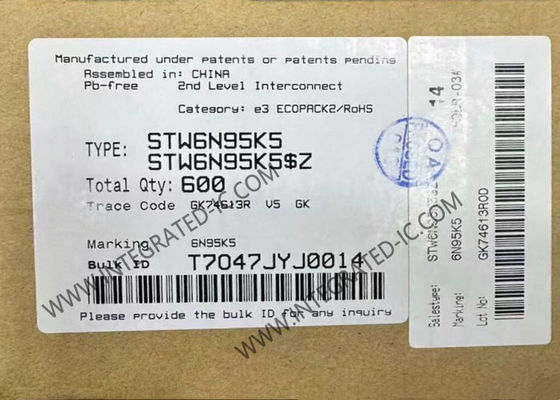 Manufactured under patents or patents pending
Assembled in: CHINA
Pb-free 2nd Level Interconnect
Category: e3 ECOPACK2/RoHS
TYPE: STW6N95K5
STW6N95K5$Z
Total Qty: 600
Trace Code GK74613R V5 GK
Marking 6N95K5
Bulk ID T7047JYJ0014
Please provide the bulk ID for any inquiry
WWW.INTEGRATED-IC.COM
WWW.INTEGRATED-IC.COM
14
Salestype: STW6N95K5$Z
Marking: 6N95K5
Lot No: GK74613R0D